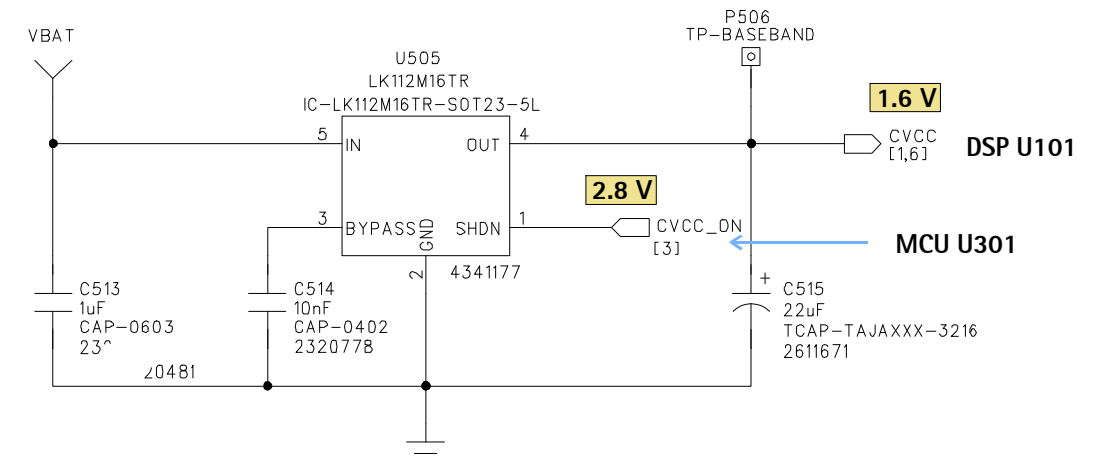 P506
TP-BASEBAND
VBAT
U505
LK112M16TR
IC-LK112M16TR-SOT23-5L
1.6 V
5
IN
OUT
4
CVCC
[1,6]
DSP U101
2.8 V
3
BYPASS
GND
SHDN
1
CVCC_ON
[3]
MCU U301
2
4341177
C513
1uF
CAP-0603
C514
10nF
CAP-0402
2320778
+
C515
22uF
TCAP-TAJAXXX-3216
2611671
20481